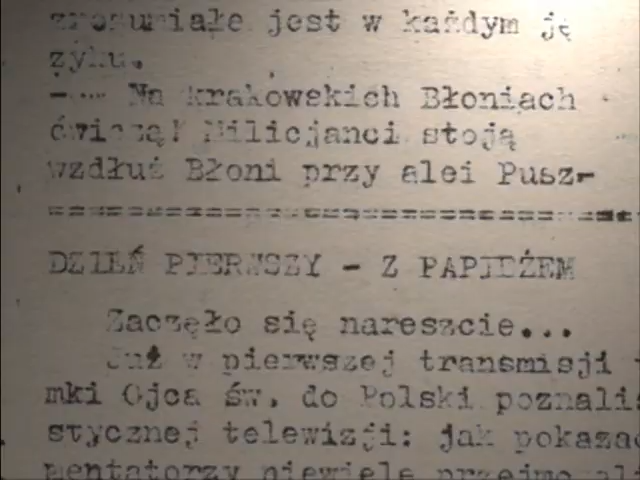 zrozumiałe jest w każdym ję
zyku.
-- Na krakowskich Błoniach
ćwiczą! Milicjanci stoją
wzdłuż Błoni przy alei Pusz-
DZIEŃ PIERWSZY - Z PAPIEŻEM
Zaczęło się nareszcie...
Już w pierwszej transmisji
mki Ojca św. do Polski poznaliś
stycznej telewizji: jak pokazać
mentatorzy niewiele przejmo